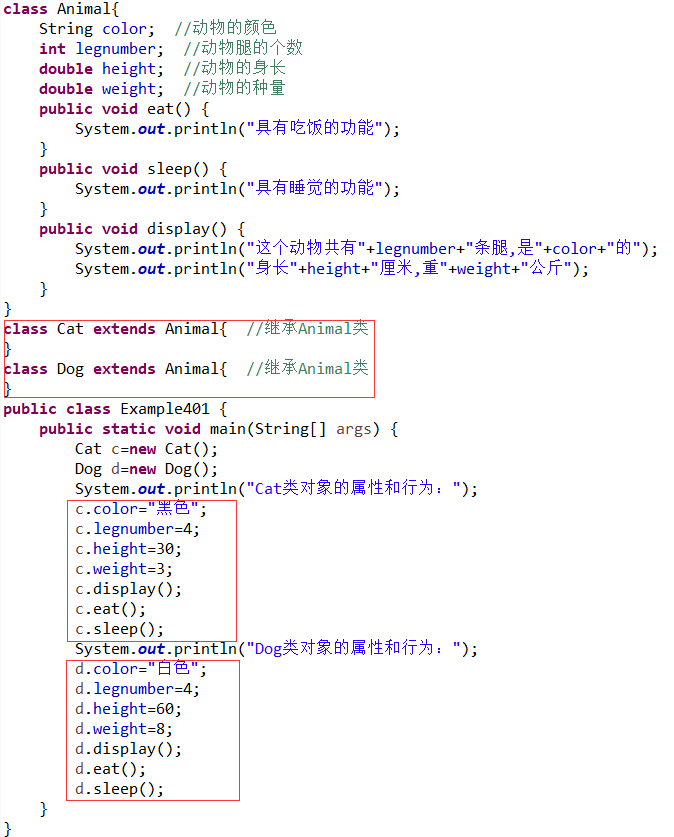 class Animal{
    String color;  //动物的颜色
    int legnumber;  //动物腿的个数
    double height;  //动物的身长
    double weight;  //动物的种量
    public void eat() {
        System.out.println("具有吃饭的功能");
    }
    public void sleep() {
        System.out.println("具有睡觉的功能");
    }
    public void display() {
        System.out.println("这个动物共有"+legnumber+"条腿,是"+color+"的");
        System.out.println("身长"+height+"厘米,重"+weight+"公斤");
    }
}
class Cat extends Animal{  //继承Animal类
}
class Dog extends Animal{  //继承Animal类
}
public class Example401 {
    public static void main(String[] args) {
        Cat c=new Cat();
        Dog d=new Dog();
        System.out.println("Cat类对象的属性和行为：");
        c.color="黑色";
        c.legnumber=4;
        c.height=30;
        c.weight=3;
        c.display();
        c.eat();
        c.sleep();
        System.out.println("Dog类对象的属性和行为：");
        d.color="白色";
        d.legnumber=4;
        d.height=60;
        d.weight=8;
        d.display();
        d.eat();
        d.sleep();
    }
}